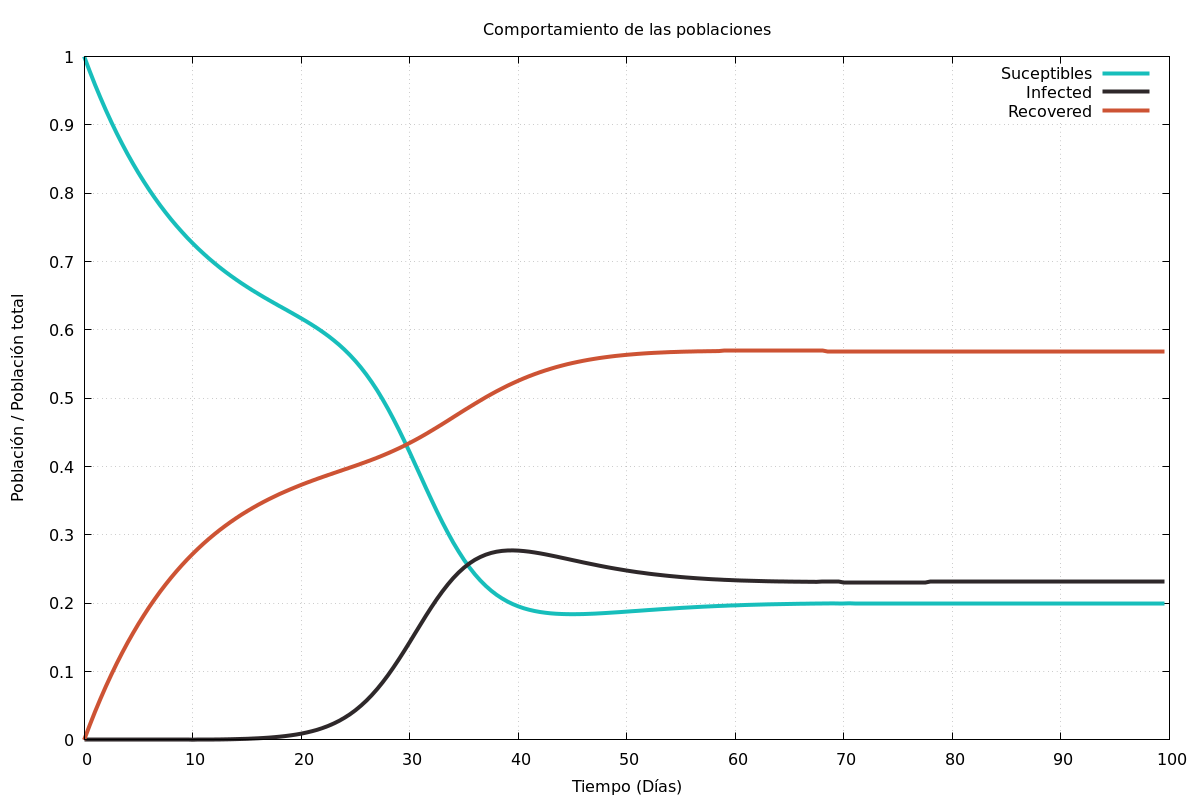 Comportamiento de las poblaciones
Suceptibles
Infected
Recovered
1
0.9
0.8
0.7
0.6
0.5
0.4
0.3
0.2
0.1
0
Población / Población total
0 10 20 30 40 50 60 70 80 90 100
Tiempo (Días)